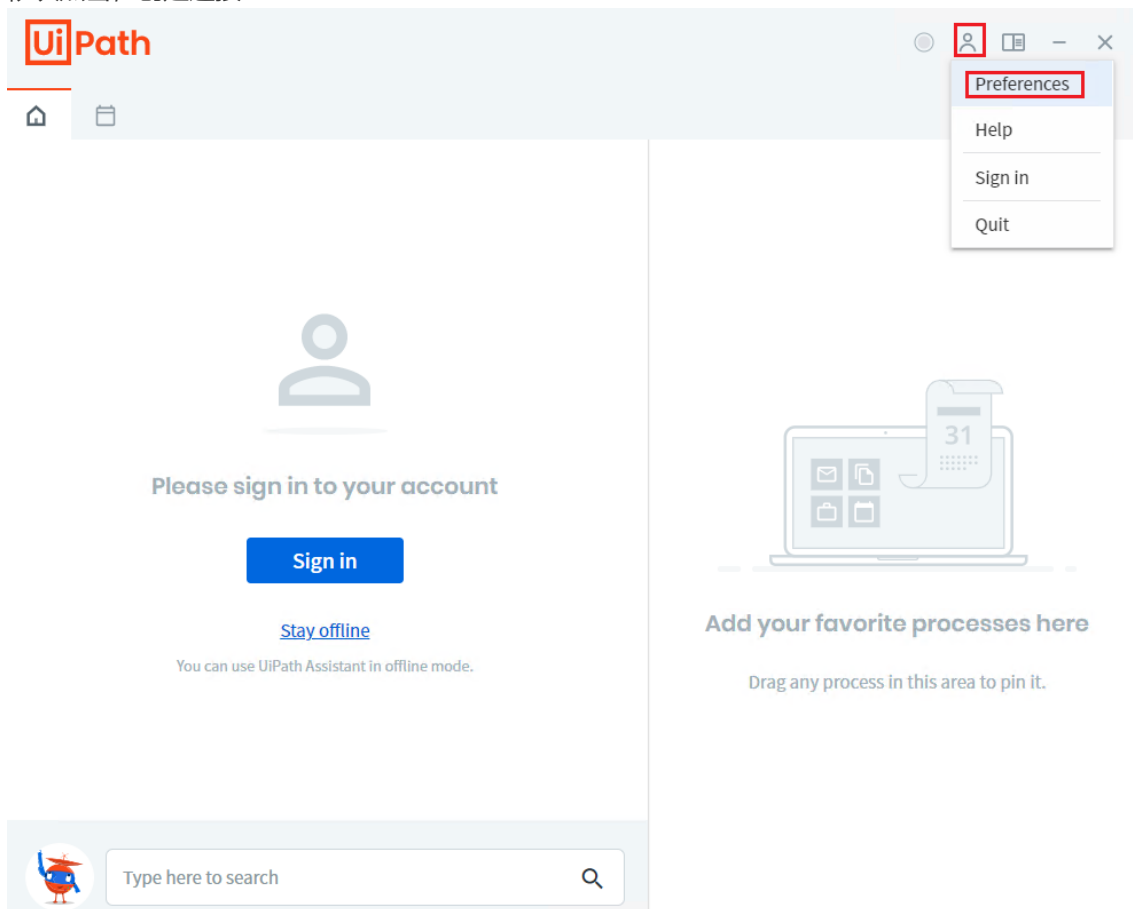 UiPath
Preferences
Help
Sign in
Quit
31
Please sign in to your account
Sign in
Stay offline
You can use UiPath Assistant in offline mode.
Add your favorite processes here
Drag any process in this area to pin it.
Type here to search